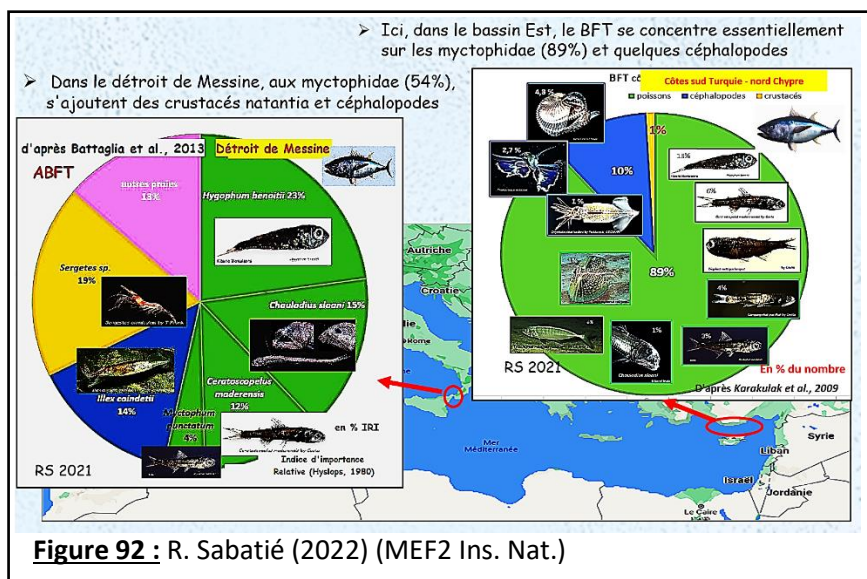 ➤ Ici, dans le bassin Est, le BFT se concentre essentiellement
sur les myctophidae (89%) et quelques céphalopodes
➤ Dans le détroit de Messine, aux myctophidae (54%),
s'ajoutent des crustacés natantia et céphalopodes
d'après Battaglia et al., 2013
Détroit de Messine
ABFT
autres proies
13%
Hygophum benoitii 23%
Sergetes sp.
19%
Chauliodius sloani 15%
Ceratoscopelus
maderensis
12%
Illex coindetii
14%
Myctophum
punctatum
4%
en % IRI
Indice d'importance
Relative (Hyslops, 1980)
RS 2021
BFT
Côtes sud Turquie - nord Chypre
poissons
céphalopodes
crustacés
4,8 %
1%
2,7 %
10%
1 %
89%
4%
1%
3%
RS 2021
En % du nombre
D'après Karakulak et al., 2009
Autriche
Croatie
Rome
Mer
Méditerranée
Syrie
Liban
Israël
Jordanie
Le Caire
Figure 92 : R. Sabatié (2022) (MEF2 Ins. Nat.)